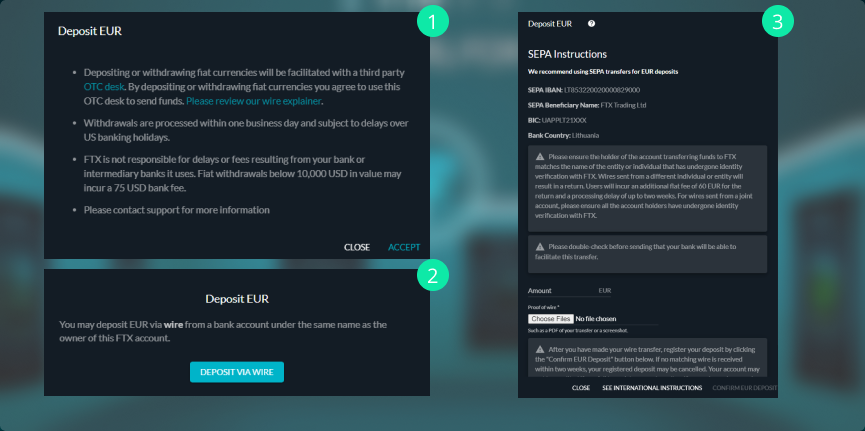 1
Deposit EUR
Depositing or withdrawing fiat currencies will be facilitated with a third party
OTC desk. By depositing or withdrawing fiat currencies you agree to use this
OTC desk to send funds. Please review our wire explainer.
Withdrawals are processed within one business day and subject to delays over
US banking holidays.
FTX is not responsible for delays or fees resulting from your bank or
intermediary banks it uses. Fiat withdrawals below 10,000 USD in value may
incur a 75 USD bank fee.
Please contact support for more information
CLOSE ACCEPT
2
Deposit EUR
You may deposit EUR via wire from a bank account under the same name as the
owner of this FTX account.
DEPOSIT VIA WIRE
3
Deposit EUR ?
SEPA Instructions
We recommend using SEPA transfers for EUR deposits
SEPA IBAN: LT853220020000829000
SEPA Beneficiary Name: FTX Trading Ltd
BIC: UAPPLT21XXX
Bank Country: Lithuania
Please ensure the holder of the account transferring funds to FTX
matches the name of the entity or individual that has undergone identity
verification with FTX. Wires sent from a different individual or entity will
result in a return. Users will incur an additional flat fee of 60 EUR for the
return and a processing delay of up to two weeks. For wires sent from a joint
account, please ensure all the account holders have undergone identity
verification with FTX.
Please double-check before sending that your bank will be able to
facilitate this transfer.
Amount EUR
Proof of wire *
Choose Files No file chosen
Such as a PDF of your transfer or a screenshot.
After you have made your wire transfer, register your deposit by clicking
the "Confirm EUR Deposit" button below. If no matching wire is received
within two weeks, your registered deposit may be cancelled. Your account may
CLOSE SEE INTERNATIONAL INSTRUCTIONS CONFIRM EUR DEPOSIT